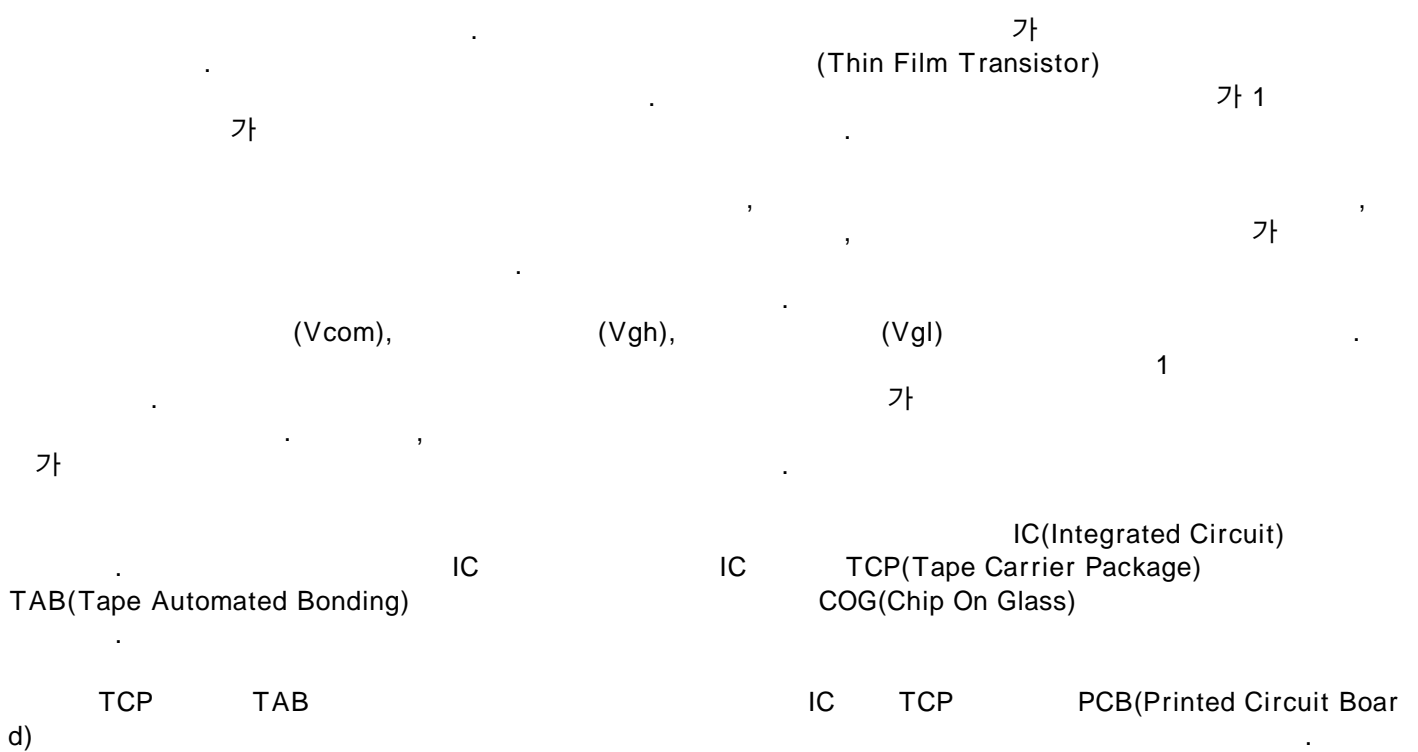 . 가
. (Thin Film Transistor)
. 가 1
가 .
, ,
, 가
.
.
(Vcom), (Vgh), (Vgl) .
1
. 가
. ,
가 .
IC(Integrated Circuit)
. IC IC TCP(Tape Carrier Package)
TAB(Tape Automated Bonding) COG(Chip On Glass)
.
TCP TAB IC TCP PCB(Printed Circuit Boar
d) .